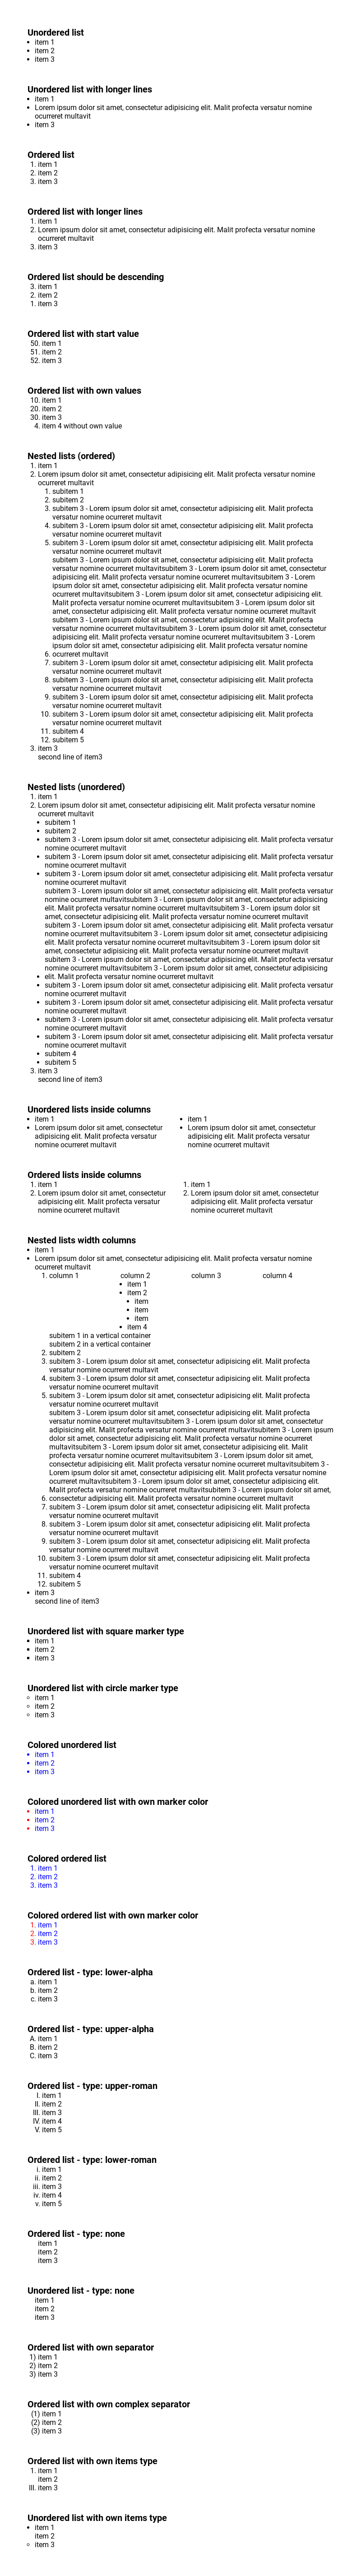 Unordered list
• item 1
• item 2
• item 3
Unordered list with longer lines
• item 1
• Lorem ipsum dolor sit amet, consectetur adipisicing elit. Malit profecta versatur nomine
ocurreret multavit
• item 3
Ordered list
1. item 1
2. item 2
3. item 3
Ordered list with longer lines
1. item 1
2. Lorem ipsum dolor sit amet, consectetur adipisicing elit. Malit profecta versatur nomine
ocurreret multavit
3. item 3
Ordered list should be descending
3. item 1
2. item 2
1. item 3
Ordered list with start value
50. item 1
51. item 2
52. item 3
Ordered list with own values
10. item 1
20. item 2
30. item 3
4. item 4 without own value
Nested lists (ordered)
1. item 1
2. Lorem ipsum dolor sit amet, consectetur adipisicing elit. Malit profecta versatur nomine
ocurreret multavit
1. subitem 1
2. subitem 2
3. subitem 3 - Lorem ipsum dolor sit amet, consectetur adipisicing elit. Malit profecta
versatur nomine ocurreret multavit
4. subitem 3 - Lorem ipsum dolor sit amet, consectetur adipisicing elit. Malit profecta
versatur nomine ocurreret multavit
5. subitem 3 - Lorem ipsum dolor sit amet, consectetur adipisicing elit. Malit profecta
versatur nomine ocurreret multavit
subitem 3 - Lorem ipsum dolor sit amet, consectetur adipisicing elit. Malit profecta
versatur nomine ocurreret multavitsubitem 3 - Lorem ipsum dolor sit amet, consectetur
adipisicing elit. Malit profecta versatur nomine ocurreret multavitsubitem 3 - Lorem
ipsum dolor sit amet, consectetur adipisicing elit. Malit profecta versatur nomine
ocurreret multavitsubitem 3 - Lorem ipsum dolor sit amet, consectetur adipisicing elit.
Malit profecta versatur nomine ocurreret multavitsubitem 3 - Lorem ipsum dolor sit
amet, consectetur adipisicing elit. Malit profecta versatur nomine ocurreret multavit
subitem 3 - Lorem ipsum dolor sit amet, consectetur adipisicing elit. Malit profecta
versatur nomine ocurreret multavitsubitem 3 - Lorem ipsum dolor sit amet, consectetur
adipisicing elit. Malit profecta versatur nomine ocurreret multavitsubitem 3 - Lorem
ipsum dolor sit amet, consectetur adipisicing elit. Malit profecta versatur nomine
6. ocurreret multavit
7. subitem 3 - Lorem ipsum dolor sit amet, consectetur adipisicing elit. Malit profecta
versatur nomine ocurreret multavit
8. subitem 3 - Lorem ipsum dolor sit amet, consectetur adipisicing elit. Malit profecta
versatur nomine ocurreret multavit
9. subitem 3 - Lorem ipsum dolor sit amet, consectetur adipisicing elit. Malit profecta
versatur nomine ocurreret multavit
10. subitem 3 - Lorem ipsum dolor sit amet, consectetur adipisicing elit. Malit profecta
versatur nomine ocurreret multavit
11. subitem 4
12. subitem 5
3. item 3
second line of item3
Nested lists (unordered)
1. item 1
2. Lorem ipsum dolor sit amet, consectetur adipisicing elit. Malit profecta versatur nomine
ocurreret multavit
• subitem 1
• subitem 2
• subitem 3 - Lorem ipsum dolor sit amet, consectetur adipisicing elit. Malit profecta versatur
nomine ocurreret multavit
• subitem 3 - Lorem ipsum dolor sit amet, consectetur adipisicing elit. Malit profecta versatur
nomine ocurreret multavit
• subitem 3 - Lorem ipsum dolor sit amet, consectetur adipisicing elit. Malit profecta versatur
nomine ocurreret multavit
subitem 3 - Lorem ipsum dolor sit amet, consectetur adipisicing elit. Malit profecta versatur
nomine ocurreret multavitsubitem 3 - Lorem ipsum dolor sit amet, consectetur adipisicing
elit. Malit profecta versatur nomine ocurreret multavitsubitem 3 - Lorem ipsum dolor sit
amet, consectetur adipisicing elit. Malit profecta versatur nomine ocurreret multavit
subitem 3 - Lorem ipsum dolor sit amet, consectetur adipisicing elit. Malit profecta versatur
nomine ocurreret multavitsubitem 3 - Lorem ipsum dolor sit amet, consectetur adipisicing
elit. Malit profecta versatur nomine ocurreret multavitsubitem 3 - Lorem ipsum dolor sit
amet, consectetur adipisicing elit. Malit profecta versatur nomine ocurreret multavit
subitem 3 - Lorem ipsum dolor sit amet, consectetur adipisicing elit. Malit profecta versatur
nomine ocurreret multavitsubitem 3 - Lorem ipsum dolor sit amet, consectetur adipisicing
• elit. Malit profecta versatur nomine ocurreret multavit
• subitem 3 - Lorem ipsum dolor sit amet, consectetur adipisicing elit. Malit profecta versatur
nomine ocurreret multavit
• subitem 3 - Lorem ipsum dolor sit amet, consectetur adipisicing elit. Malit profecta versatur
nomine ocurreret multavit
• subitem 3 - Lorem ipsum dolor sit amet, consectetur adipisicing elit. Malit profecta versatur
nomine ocurreret multavit
• subitem 3 - Lorem ipsum dolor sit amet, consectetur adipisicing elit. Malit profecta versatur
nomine ocurreret multavit
• subitem 4
• subitem 5
3. item 3
second line of item3
Unordered lists inside columns
• item 1
• Lorem ipsum dolor sit amet, consectetur
adipisicing elit. Malit profecta versatur
nomine ocurreret multavit
• item 1
• Lorem ipsum dolor sit amet, consectetur
adipisicing elit. Malit profecta versatur
nomine ocurreret multavit
Ordered lists inside columns
1. item 1
2. Lorem ipsum dolor sit amet, consectetur
adipisicing elit. Malit profecta versatur
nomine ocurreret multavit
1. item 1
2. Lorem ipsum dolor sit amet, consectetur
adipisicing elit. Malit profecta versatur
nomine ocurreret multavit
Nested lists width columns
• item 1
• Lorem ipsum dolor sit amet, consectetur adipisicing elit. Malit profecta versatur nomine
ocurreret multavit
1. column 1 column 2 column 3 column 4
• item 1
• item 2
• item
• item
• item
• item 4
subitem 1 in a vertical container
subitem 2 in a vertical container
2. subitem 2
3. subitem 3 - Lorem ipsum dolor sit amet, consectetur adipisicing elit. Malit profecta
versatur nomine ocurreret multavit
4. subitem 3 - Lorem ipsum dolor sit amet, consectetur adipisicing elit. Malit profecta
versatur nomine ocurreret multavit
5. subitem 3 - Lorem ipsum dolor sit amet, consectetur adipisicing elit. Malit profecta
versatur nomine ocurreret multavit
subitem 3 - Lorem ipsum dolor sit amet, consectetur adipisicing elit. Malit profecta
versatur nomine ocurreret multavitsubitem 3 - Lorem ipsum dolor sit amet, consectetur
adipisicing elit. Malit profecta versatur nomine ocurreret multavitsubitem 3 - Lorem ipsum
dolor sit amet, consectetur adipisicing elit. Malit profecta versatur nomine ocurreret
multavitsubitem 3 - Lorem ipsum dolor sit amet, consectetur adipisicing elit. Malit
profecta versatur nomine ocurreret multavitsubitem 3 - Lorem ipsum dolor sit amet,
consectetur adipisicing elit. Malit profecta versatur nomine ocurreret multavitsubitem 3 -
Lorem ipsum dolor sit amet, consectetur adipisicing elit. Malit profecta versatur nomine
ocurreret multavitsubitem 3 - Lorem ipsum dolor sit amet, consectetur adipisicing elit.
Malit profecta versatur nomine ocurreret multavitsubitem 3 - Lorem ipsum dolor sit amet,
6. consectetur adipisicing elit. Malit profecta versatur nomine ocurreret multavit
7. subitem 3 - Lorem ipsum dolor sit amet, consectetur adipisicing elit. Malit profecta
versatur nomine ocurreret multavit
8. subitem 3 - Lorem ipsum dolor sit amet, consectetur adipisicing elit. Malit profecta
versatur nomine ocurreret multavit
9. subitem 3 - Lorem ipsum dolor sit amet, consectetur adipisicing elit. Malit profecta
versatur nomine ocurreret multavit
10. subitem 3 - Lorem ipsum dolor sit amet, consectetur adipisicing elit. Malit profecta
versatur nomine ocurreret multavit
11. subitem 4
12. subitem 5
• item 3
second line of item3
Unordered list with square marker type
▪ item 1
▪ item 2
▪ item 3
Unordered list with circle marker type
◦ item 1
◦ item 2
◦ item 3
Colored unordered list
• item 1
• item 2
• item 3
Colored unordered list with own marker color
• item 1
• item 2
• item 3
Colored ordered list
1. item 1
2. item 2
3. item 3
Colored ordered list with own marker color
1. item 1
2. item 2
3. item 3
Ordered list - type: lower-alpha
a. item 1
b. item 2
c. item 3
Ordered list - type: upper-alpha
A. item 1
B. item 2
C. item 3
Ordered list - type: upper-roman
I. item 1
II. item 2
III. item 3
IV. item 4
V. item 5
Ordered list - type: lower-roman
i. item 1
ii. item 2
iii. item 3
iv. item 4
v. item 5
Ordered list - type: none
item 1
item 2
item 3
Unordered list - type: none
item 1
item 2
item 3
Ordered list with own separator
1) item 1
2) item 2
3) item 3
Ordered list with own complex separator
(1) item 1
(2) item 2
(3) item 3
Ordered list with own items type
1. item 1
item 2
III. item 3
Unordered list with own items type
• item 1
item 2
◦ item 3